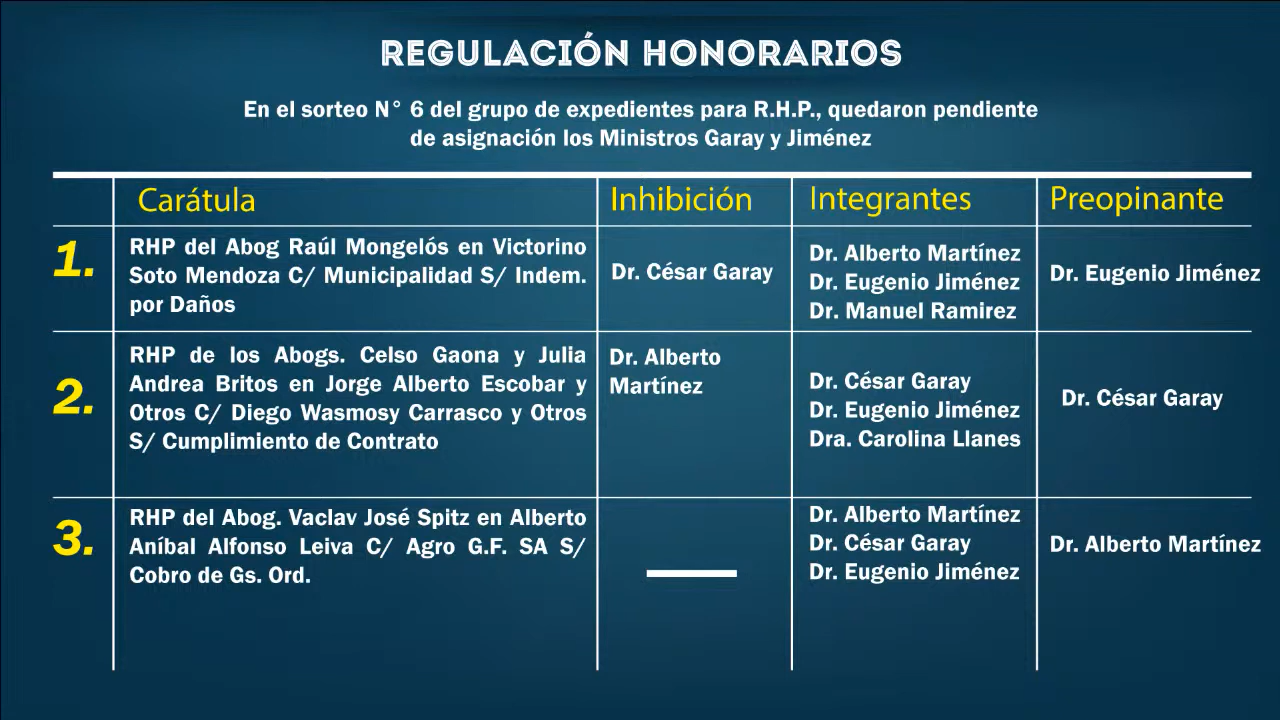 REGULACIÓN HONORARIOS
En el sorteo N° 6 del grupo de expedientes para R.H.P., quedaron pendiente
de asignación los Ministros Garay y Jiménez
Carátula
Inhibición
Integrantes
Preopinante
1.
RHP del Abog Raúl Mongelós en Victorino
Soto Mendoza C/ Municipalidad S/ Indem.
por Daños
Dr. César Garay
Dr. Alberto Martínez
Dr. Eugenio Jiménez
Dr. Manuel Ramirez
Dr. Eugenio Jiménez
2.
RHP de los Abogs. Celso Gaona y Julia
Andrea Britos en Jorge Alberto Escobar y
Otros C/ Diego Wasmosy Carrasco y Otros
S/ Cumplimiento de Contrato
Dr. Alberto
Martínez
Dr. César Garay
Dr. Eugenio Jiménez
Dra. Carolina Llanes
Dr. César Garay
3.
RHP del Abog. Vaclav José Spitz en Alberto
Aníbal Alfonso Leiva C/ Agro G.F. SA S/
Cobro de Gs. Ord.
Dr. Alberto Martínez
Dr. César Garay
Dr. Eugenio Jiménez
Dr. Alberto Martínez